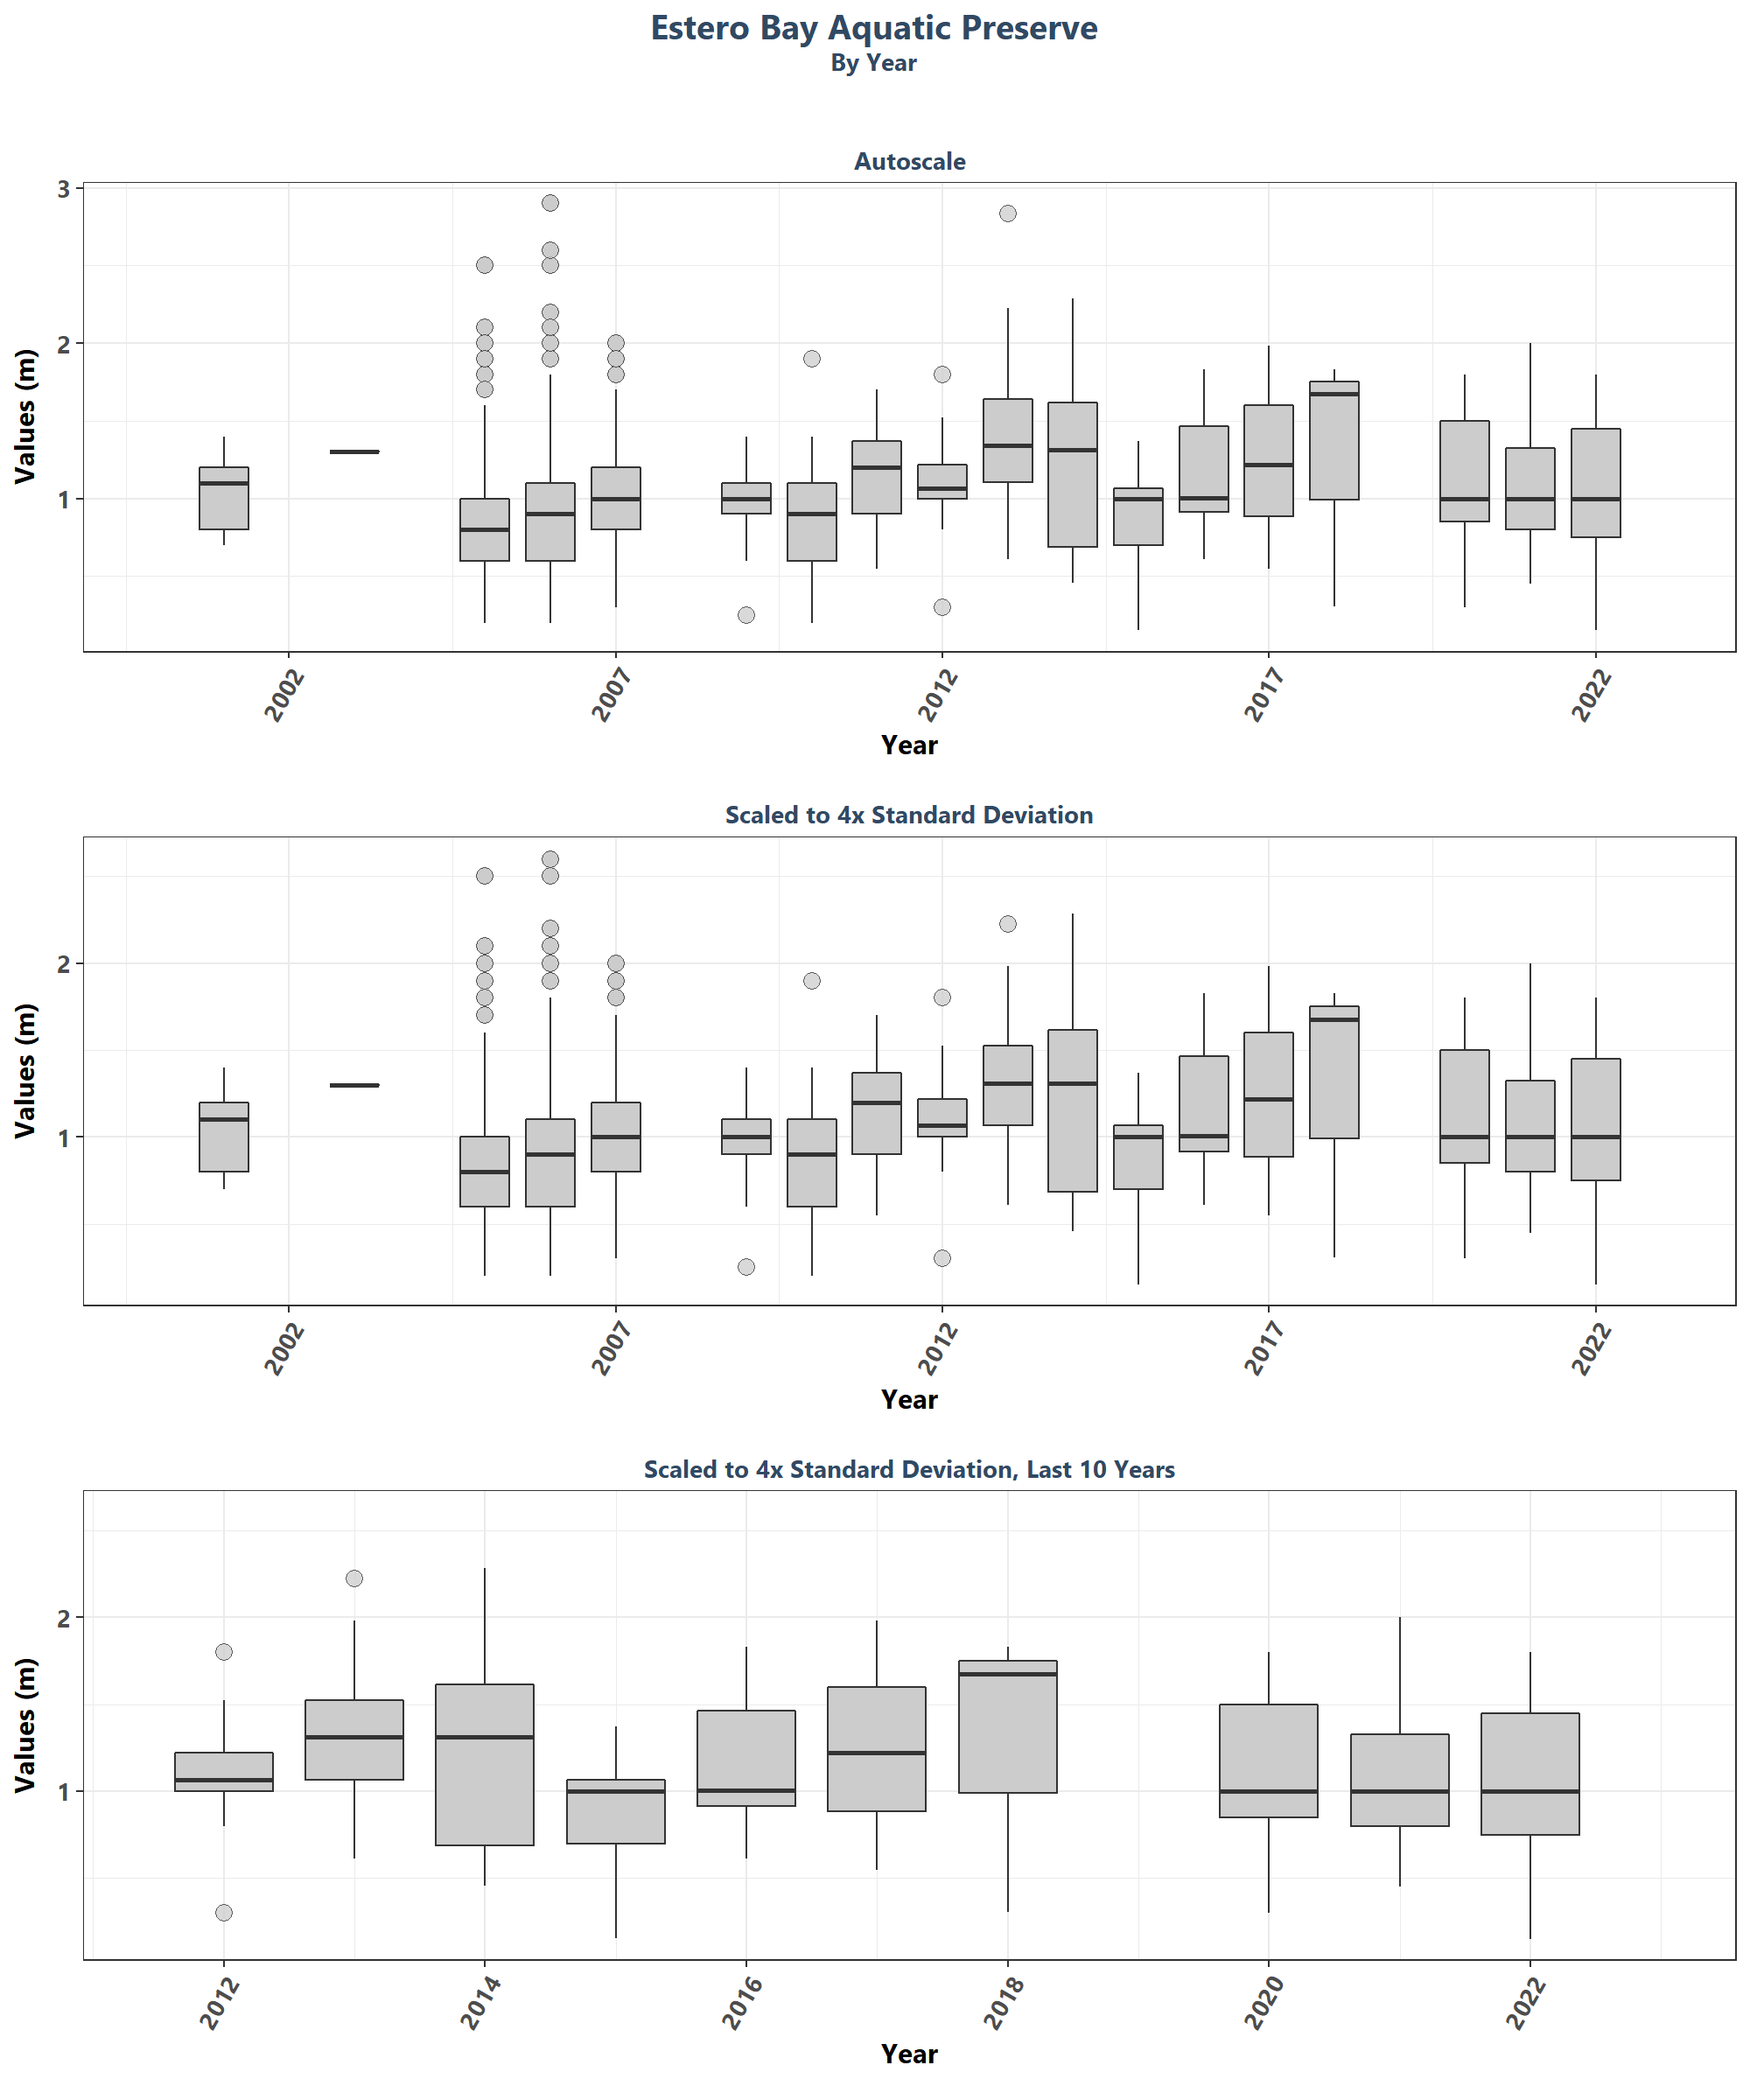 Estero Bay Aquatic Preserve
By Year
Autoscale
Values (m)
3
2
1
2002 2007 2012 2017 2022
Year
Scaled to 4x Standard Deviation
Values (m)
2
1
2002 2007 2012 2017 2022
Year
Scaled to 4x Standard Deviation, Last 10 Years
Values (m)
2
1
2012 2014 2016 2018 2020 2022
Year